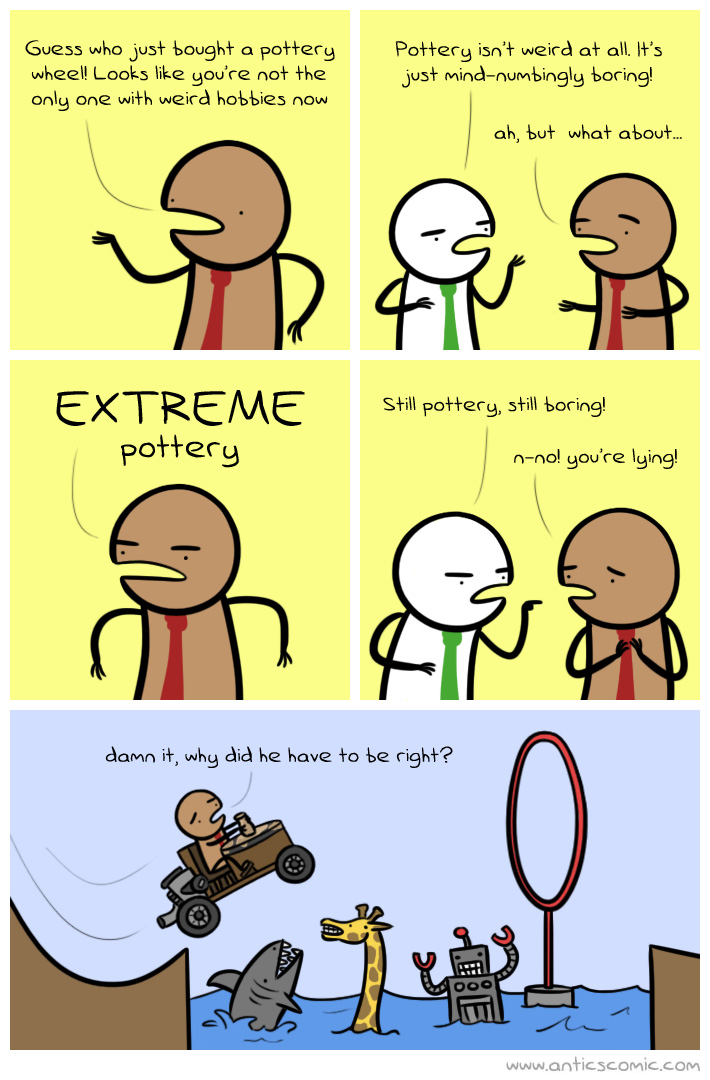 Guess who just bought a pottery
wheel! Looks like you're not the
only one with weird hobbies now
Pottery isn't weird at all. It's
just mind-numbingly boring!
ah, but what about...
EXTREME
pottery
Still pottery, still boring!
n-no! you're lying!
damn it, why did he have to be right?
www.anticscomic.com